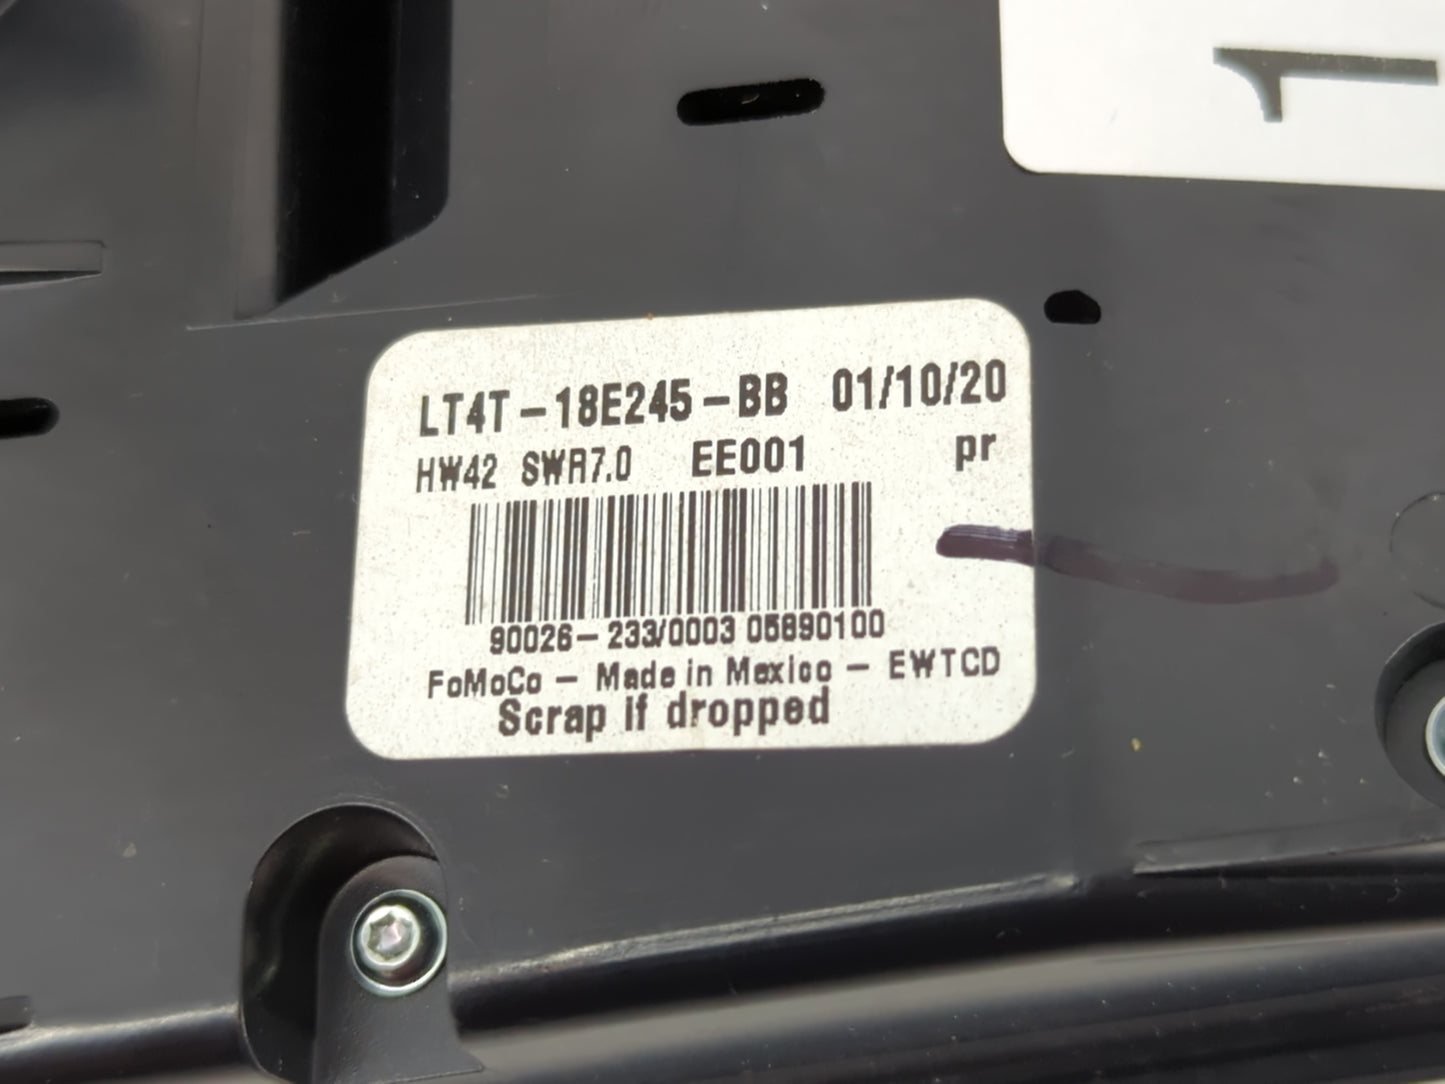 1
LT4T-18E245-BB 01/10/20
HW42 SWR7.0 EE001 pr
90026-233/0003 05890100
FoMoCo - Made in Mexico - EWTCD
Scrap if dropped